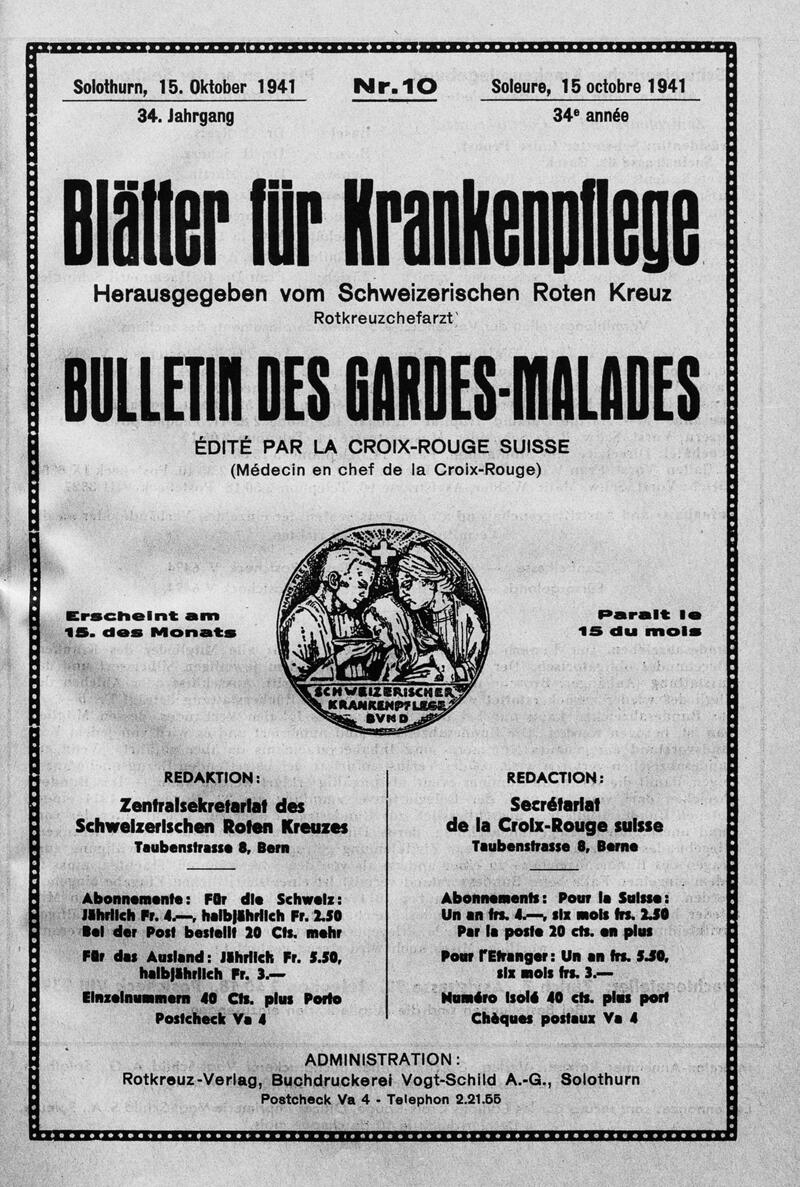 Solothurn, 15. Oktober 1941
34. Jahrgang
Nr. 10
Soleure, 15 octobre 1941
34e année
Blätter für Krankenpflege
Herausgegeben vom Schweizerischen Roten Kreuz
Rotkreuzchefarzt
BULLETIN DES GARDES-MALADES
ÉDITÉ PAR LA CROIX-ROUGE SUISSE
(Médecin en chef de la Croix-Rouge)
Erscheint am
15. des Monats
SCHWEIZERISCHER
KRANKENPFLEGE
BVND
Parait le
15 du mois
REDAKTION:
Zentralsekretariat des
Schweizerischen Roten Kreuzes
Taubenstrasse 8, Bern
Abonnemente: Für die Schweiz:
Jährlich Fr. 4.—, halbjährlich Fr. 2.50
Bei der Post bestellt 20 Cts. mehr
Für das Ausland: Jährlich Fr. 5.50,
halbjährlich Fr. 3.—
Einzelnummern 40 Cts. plus Porto
Postcheck Va 4
REDACTION:
Secrétariat
de la Croix-Rouge suisse
Taubenstrasse 8, Berne
Abonnements: Pour la Suisse:
Un an frs. 4.—, six mois frs. 2.50
Par la poste 20 cts. en plus
Pour l'Etranger: Un an frs. 5.50,
six mois frs. 3.—
Numéro isolé 40 cts. plus port
Chèques postaux Va 4
ADMINISTRATION:
Rotkreuz-Verlag, Buchdruckerei Vogt-Schild A.-G., Solothurn
Postcheck Va 4 - Telephon 2.21.55